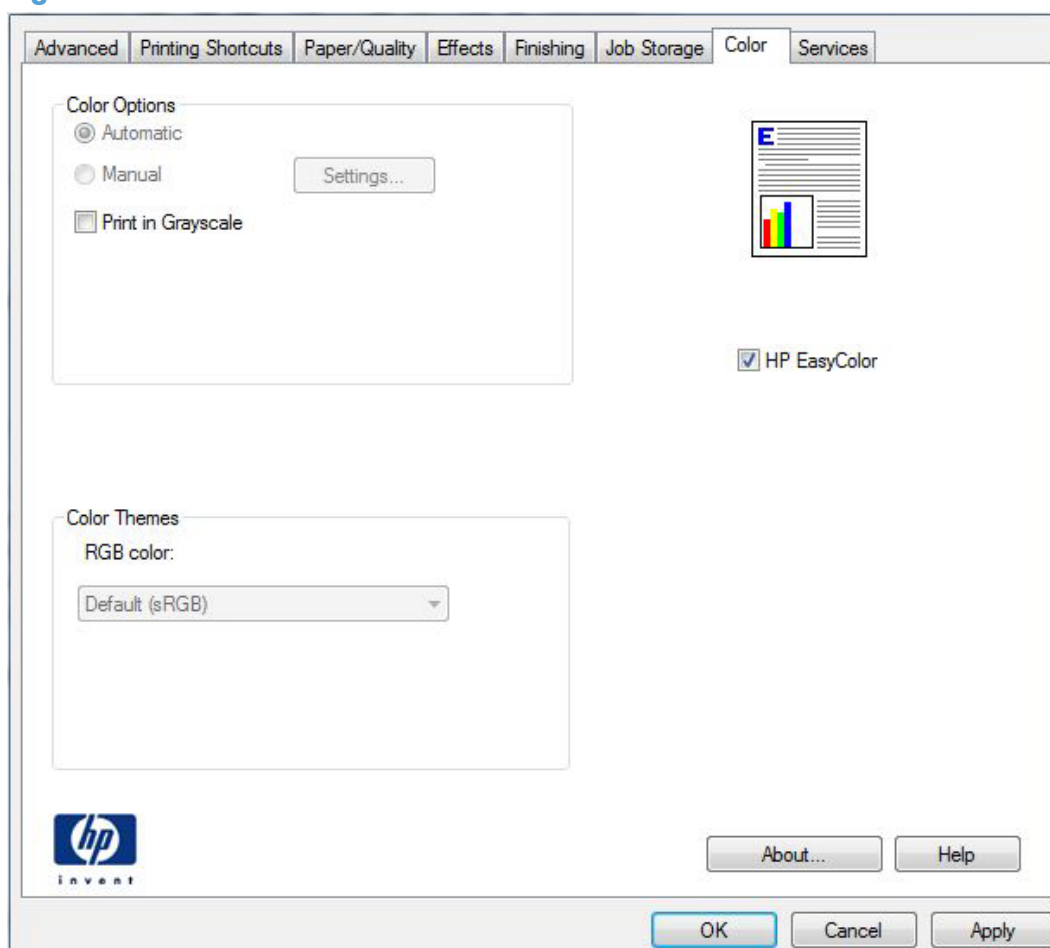 Advanced Printing Shortcuts Paper/Quality Effects Finishing Job Storage Color Services
Color Options
Automatic
Manual
Settings...
Print in Grayscale
E
HP EasyColor
Color Themes
RGB color:
Default (sRGB)
hp
invent
About... Help
OK Cancel Apply